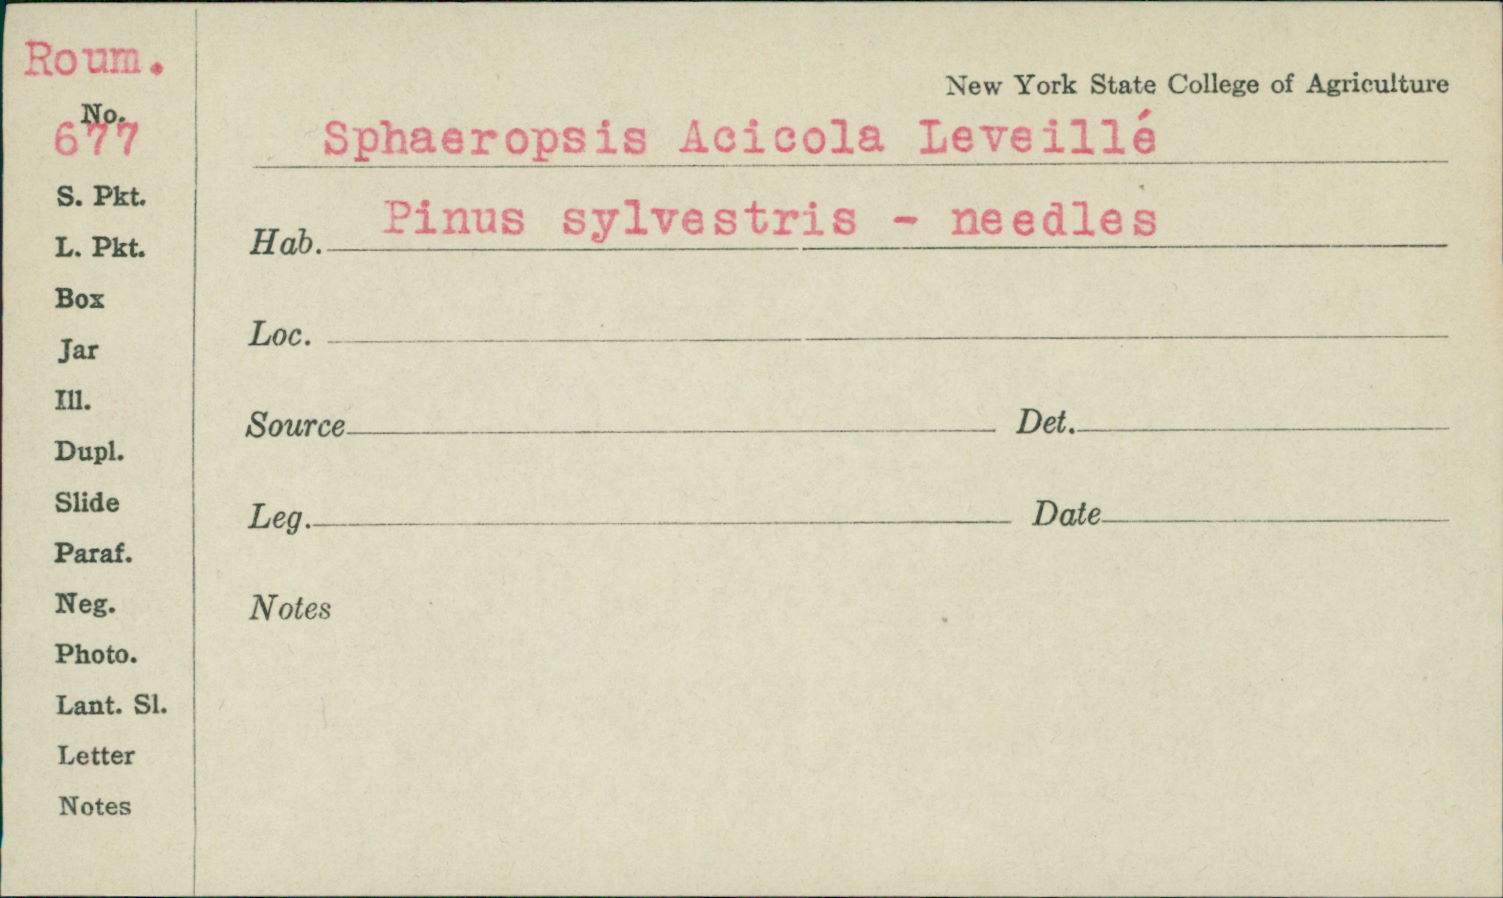 Roum.
No.
677
S. Pkt.
L. Pkt.
Box
Jar
Ill.
Dupl.
Slide
Paraf.
Neg.
Photo.
Lant. Sl.
Letter
Notes
New York State College of Agriculture
Sphaeropsis Acicola Leveillé
Hab. Pinus sylvestris - needles
Loc.
Source Det.
Leg. Date
Notes